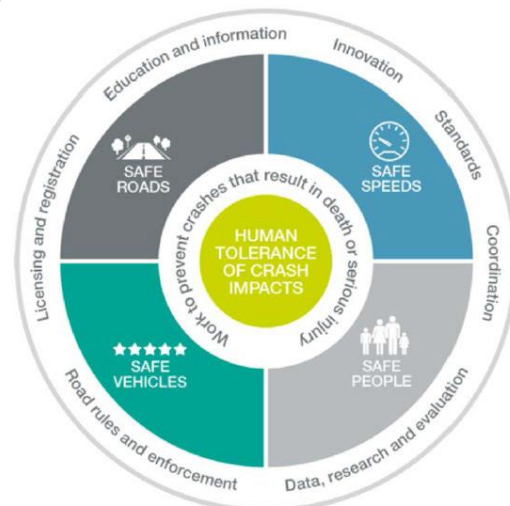 Education and information
Innovation
Standards
Coordination
Data, research and evaluation
Road rules and enforcement
Licensing and registration
SAFE
ROADS
SAFE
SPEEDS
Work to prevent crashes that result in death or serious injury
HUMAN
TOLERANCE
OF CRASH
IMPACTS
SAFE
VEHICLES
SAFE
PEOPLE